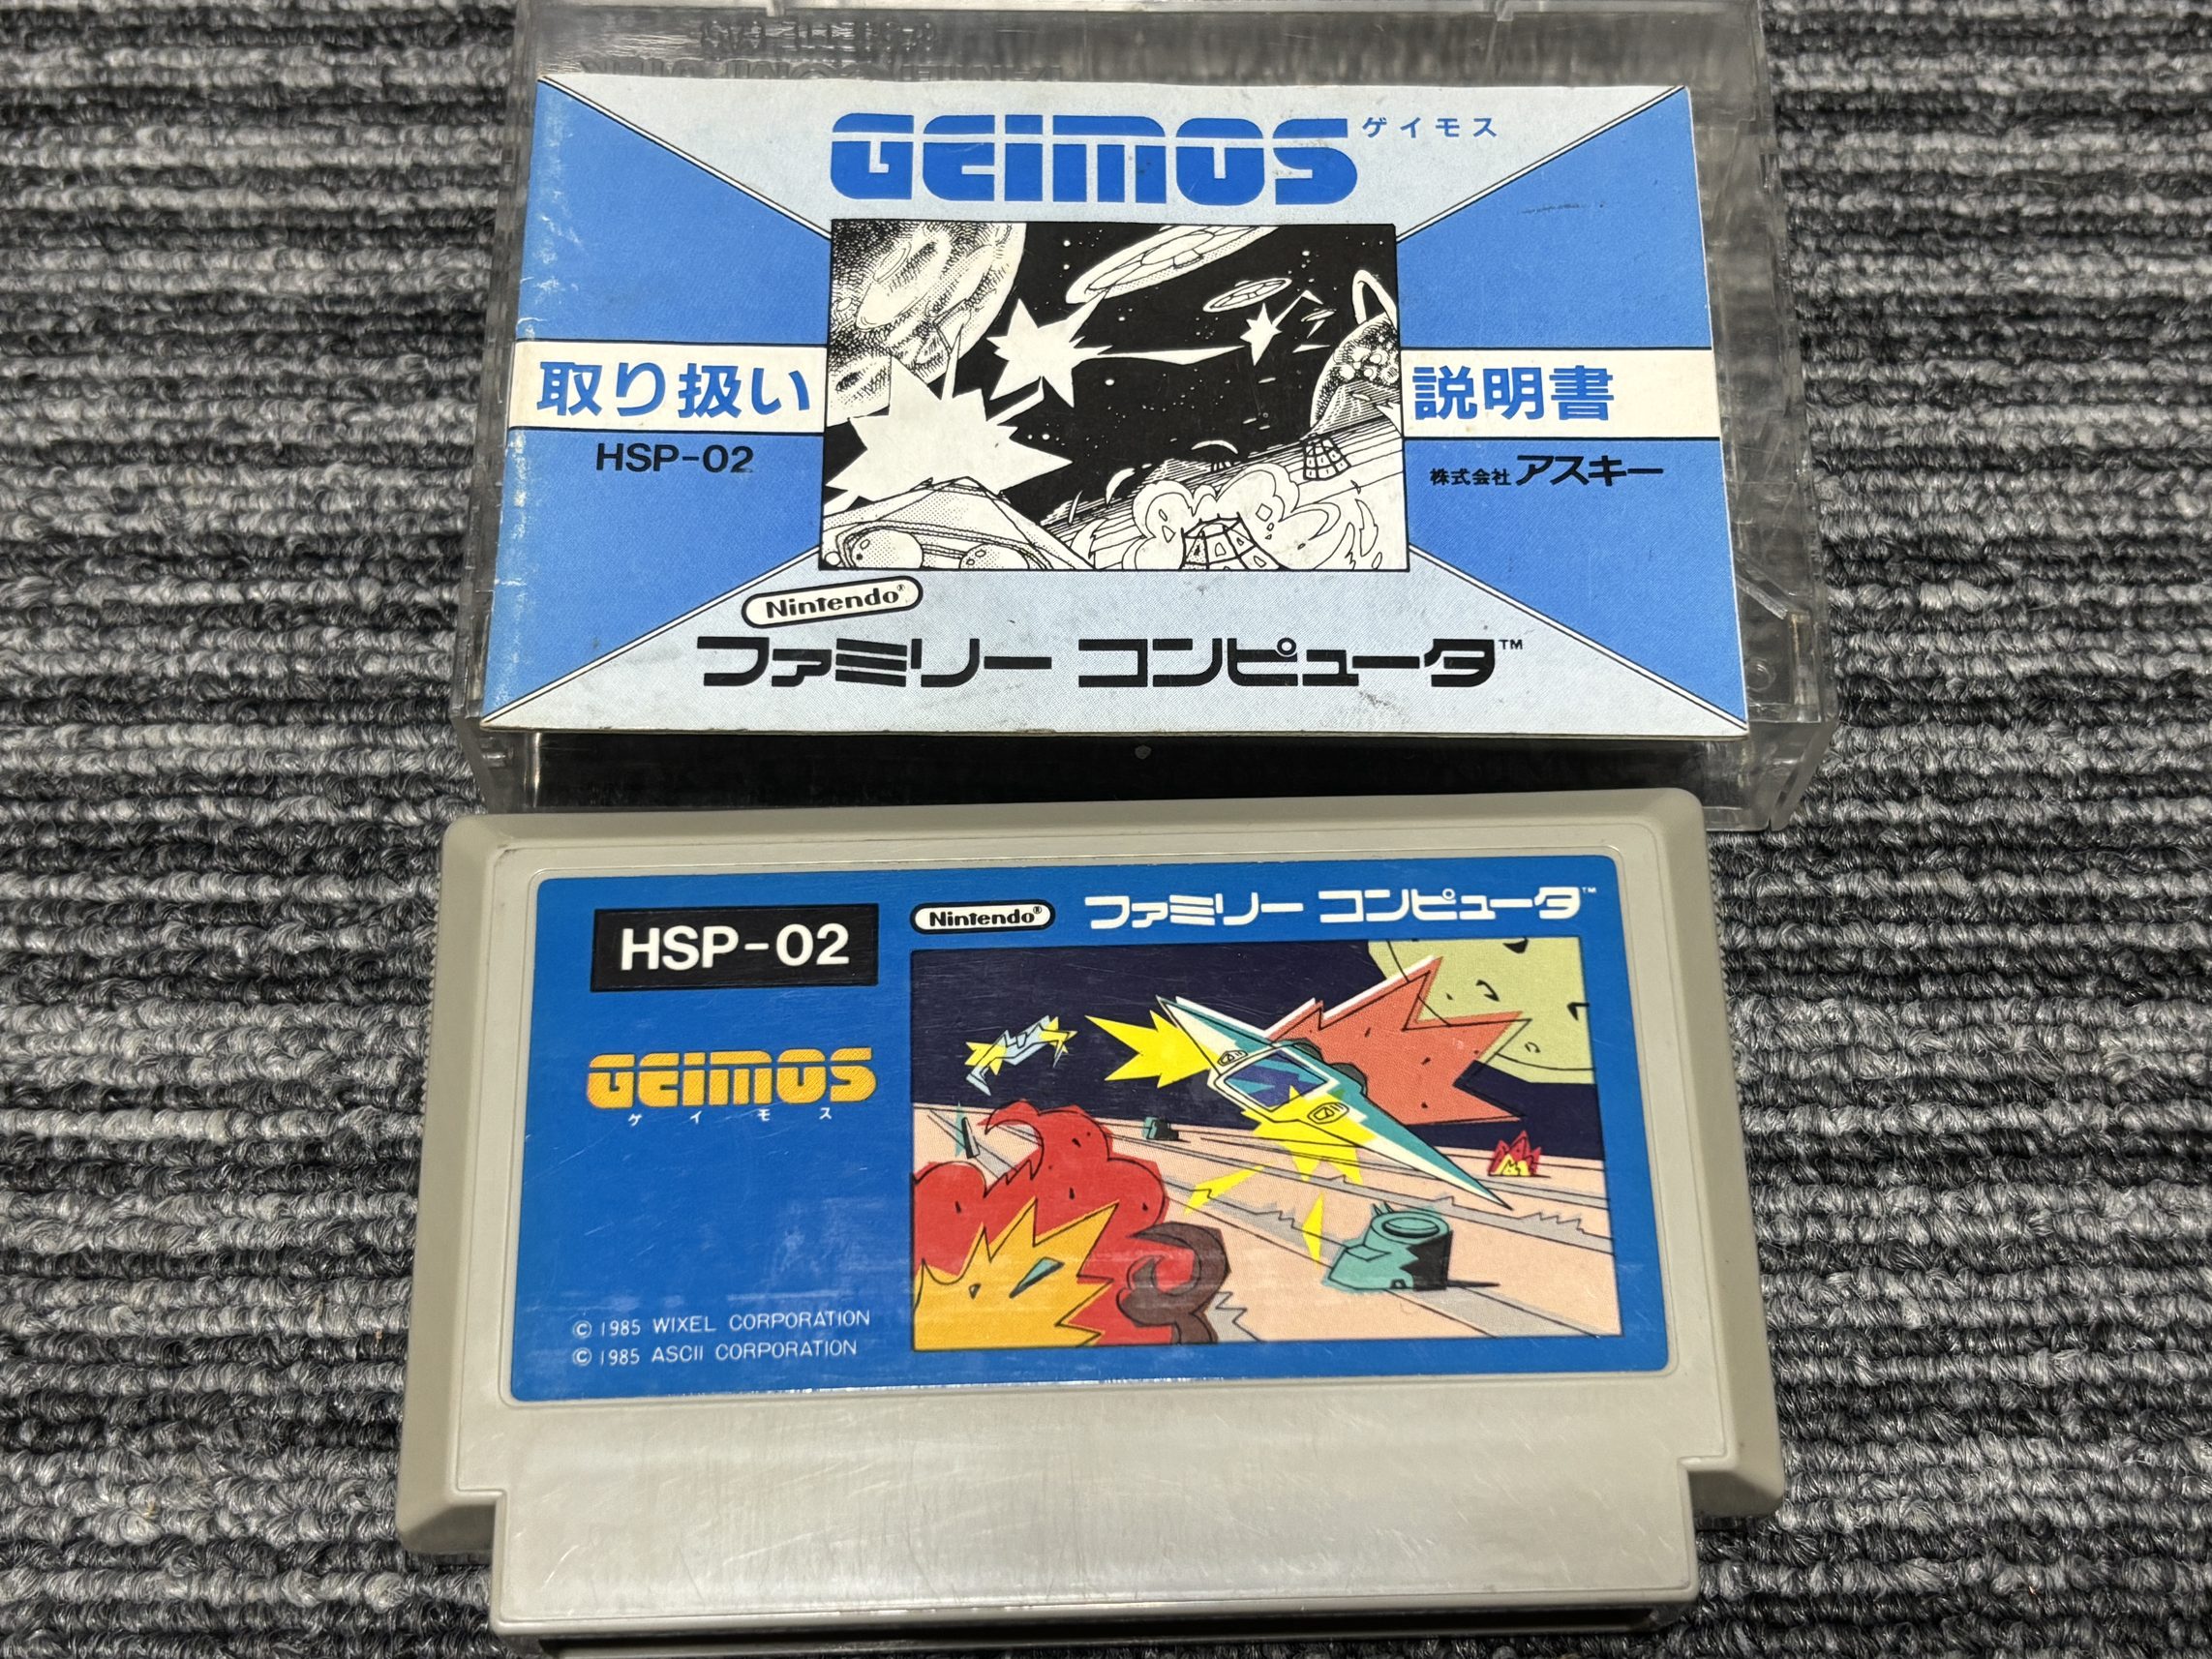 GEIMOS ゲイモス
取り扱い 説明書
HSP-02 株式会社アスキー
Nintendo®
ファミリー コンピュータ™
HSP-02
Nintendo® ファミリー コンピュータ™
GEIMOS
ゲイモス
© 1985 WIXEL CORPORATION
© 1985 ASCII CORPORATION